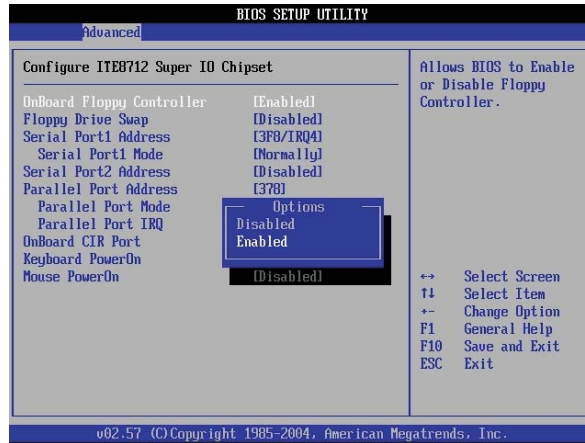 BIOS SETUP UTILITY
Advanced
Configure ITE8712 Super IO Chipset
OnBoard Floppy Controller [Enabled]
Floppy Drive Swap [Disabled]
Serial Port1 Address [3F8/IRQ4]
Serial Port1 Mode [Normally]
Serial Port2 Address [Disabled]
Parallel Port Address [378]
Parallel Port Mode
Parallel Port IRQ
OnBoard CIR Port
Keyboard PowerOn
Mouse PowerOn [Disabled]
Options
Disabled
Enabled
Allows BIOS to Enable
or Disable Floppy
Controller.
↔ Select Screen
↑↓ Select Item
+- Change Option
F1 General Help
F10 Save and Exit
ESC Exit
v02.57 (C)Copyright 1985-2004, American Megatrends, Inc.